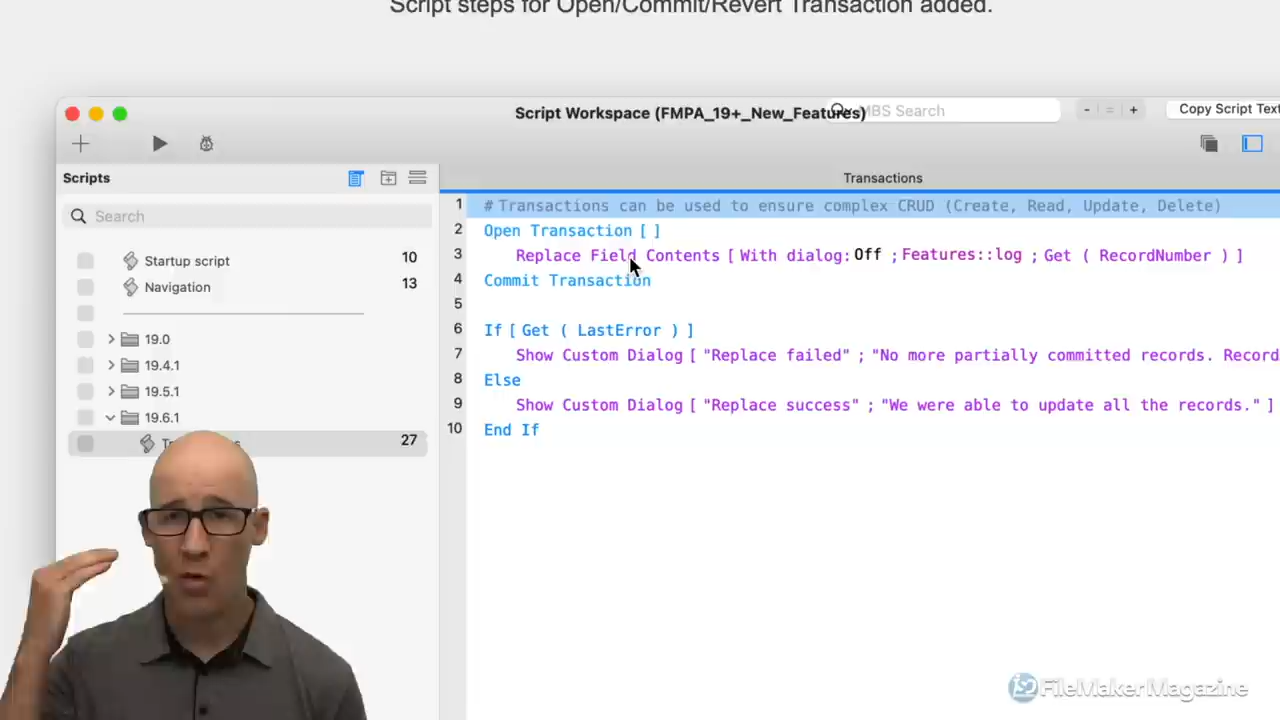 Script steps for Open/Commit/Revert Transaction added.
Script Workspace (FMPA_19+_New_Features)
MBS Search
- = +
Copy Script Text
Scripts
Transactions
Search
Startup script 10
Navigation 13
19.0
19.4.1
19.5.1
19.6.1
27
1 # Transactions can be used to ensure complex CRUD (Create, Read, Update, Delete)
2 Open Transaction [ ]
3 Replace Field Contents [ With dialog: Off ; Features::log ; Get ( RecordNumber ) ]
4 Commit Transaction
5
6 If [ Get ( LastError ) ]
7 Show Custom Dialog [ "Replace failed" ; "No more partially committed records. Record
8 Else
9 Show Custom Dialog [ "Replace success" ; "We were able to update all the records." ]
10 End If
FileMaker Magazine